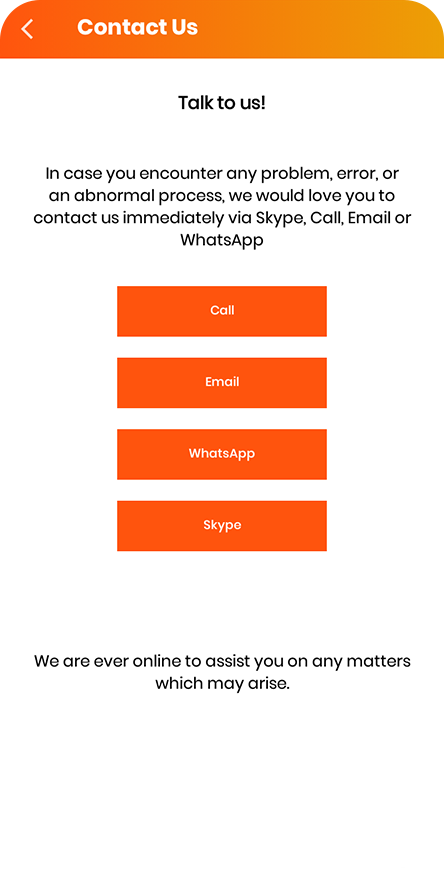 Contact Us
Talk to us!
In case you encounter any problem, error, or
an abnormal process, we would love you to
contact us immediately via Skype, Call, Email or
WhatsApp
Call
Email
WhatsApp
Skype
We are ever online to assist you on any matters
which may arise.